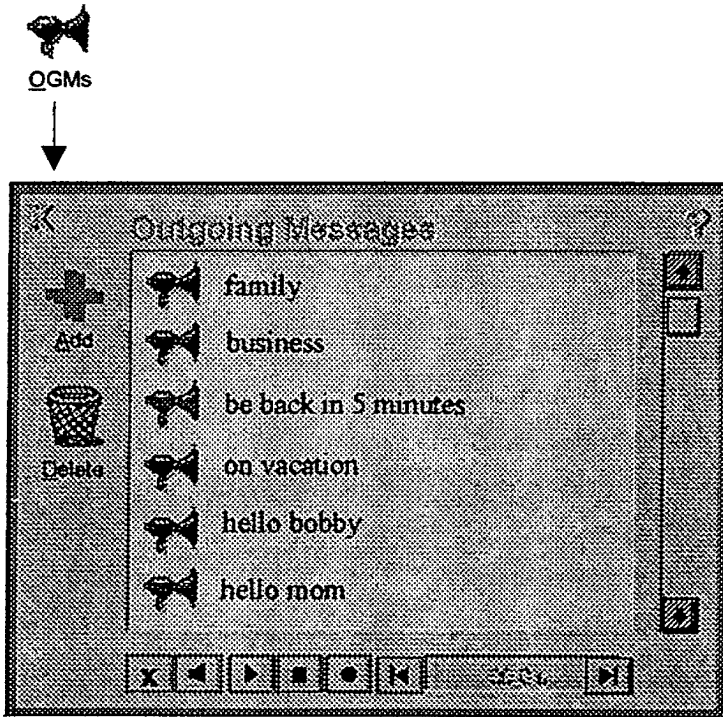 OGMs
Outgoing Messages
?
family
Add
business
be back in 5 minutes
Delete
on vacation
hello bobby
hello mom
X